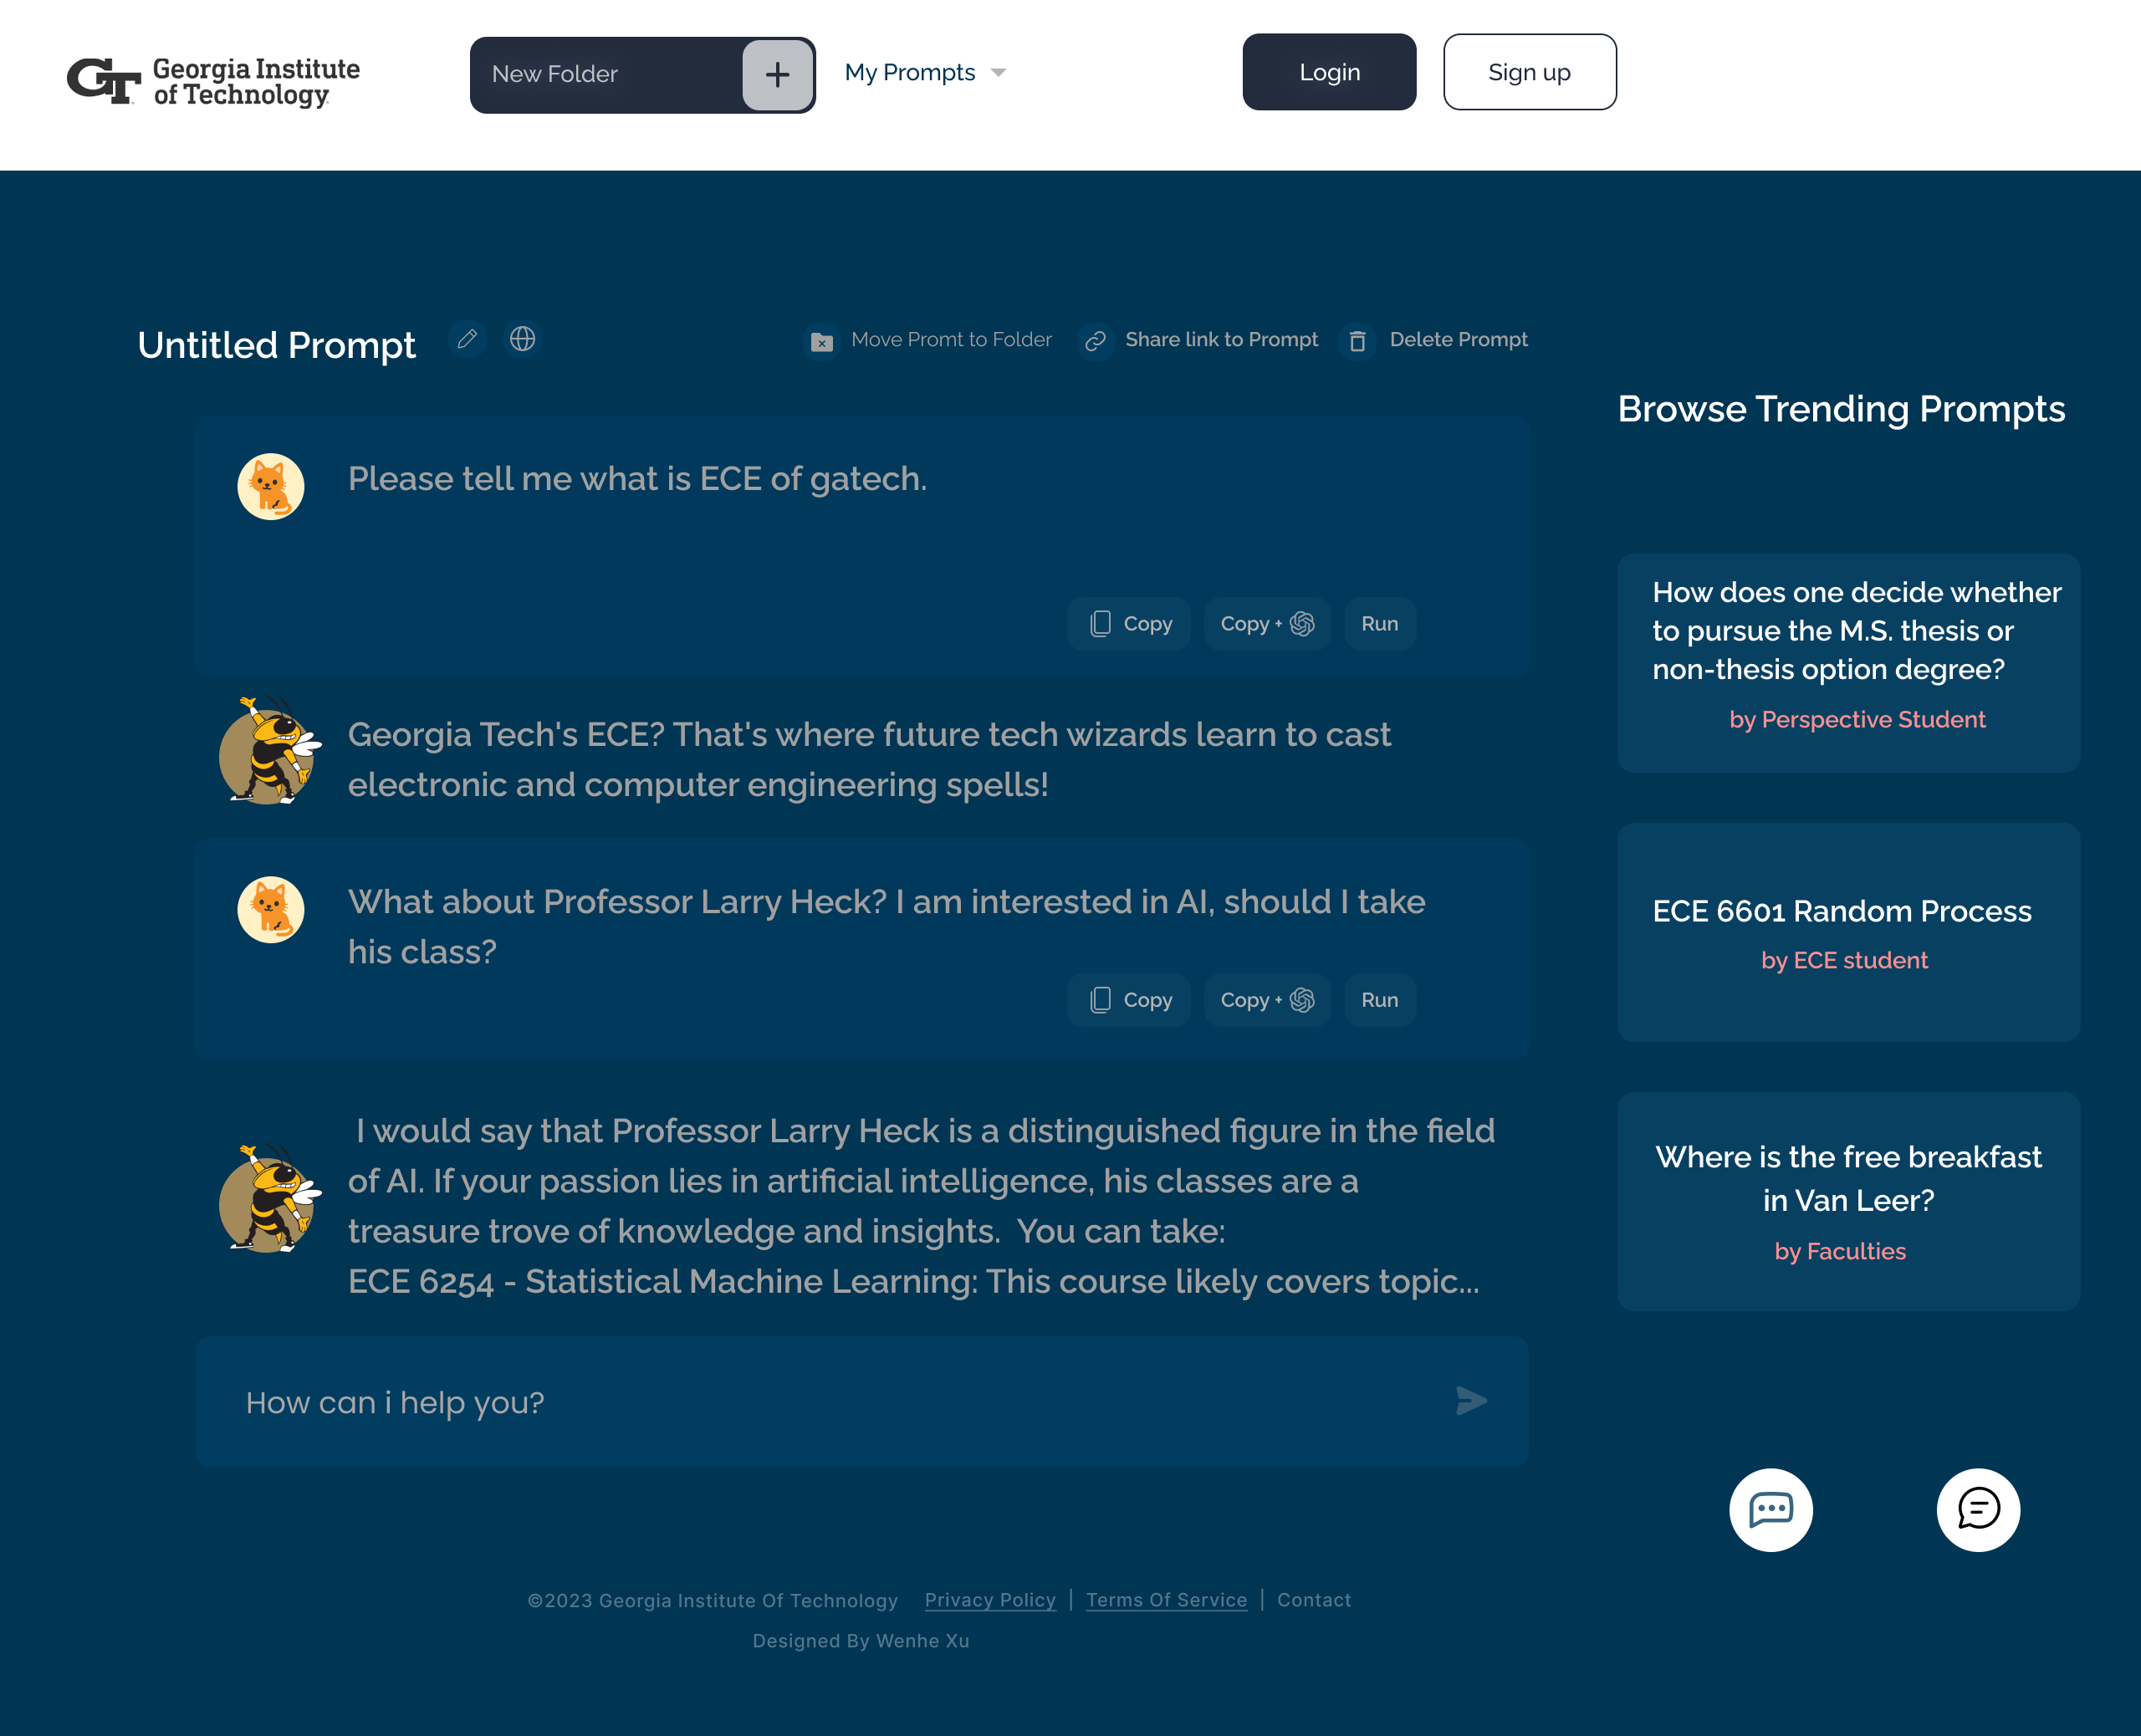 GT Georgia Institute
of Technology
New Folder
My Prompts
Login
Sign up
Untitled Prompt
Move Promt to Folder
Share link to Prompt
Delete Prompt
Please tell me what is ECE of gatech.
Copy
Copy +
Run
Georgia Tech's ECE? That's where future tech wizards learn to cast
electronic and computer engineering spells!
What about Professor Larry Heck? I am interested in AI, should I take
his class?
Copy
Copy +
Run
I would say that Professor Larry Heck is a distinguished figure in the field
of AI. If your passion lies in artificial intelligence, his classes are a
treasure trove of knowledge and insights.  You can take:
ECE 6254 - Statistical Machine Learning: This course likely covers topic...
How can i help you?
Browse Trending Prompts
How does one decide whether
to pursue the M.S. thesis or
non-thesis option degree?
by Perspective Student
ECE 6601 Random Process
by ECE student
Where is the free breakfast
in Van Leer?
by Faculties
©2023 Georgia Institute Of Technology Privacy Policy | Terms Of Service | Contact
Designed By Wenhe Xu